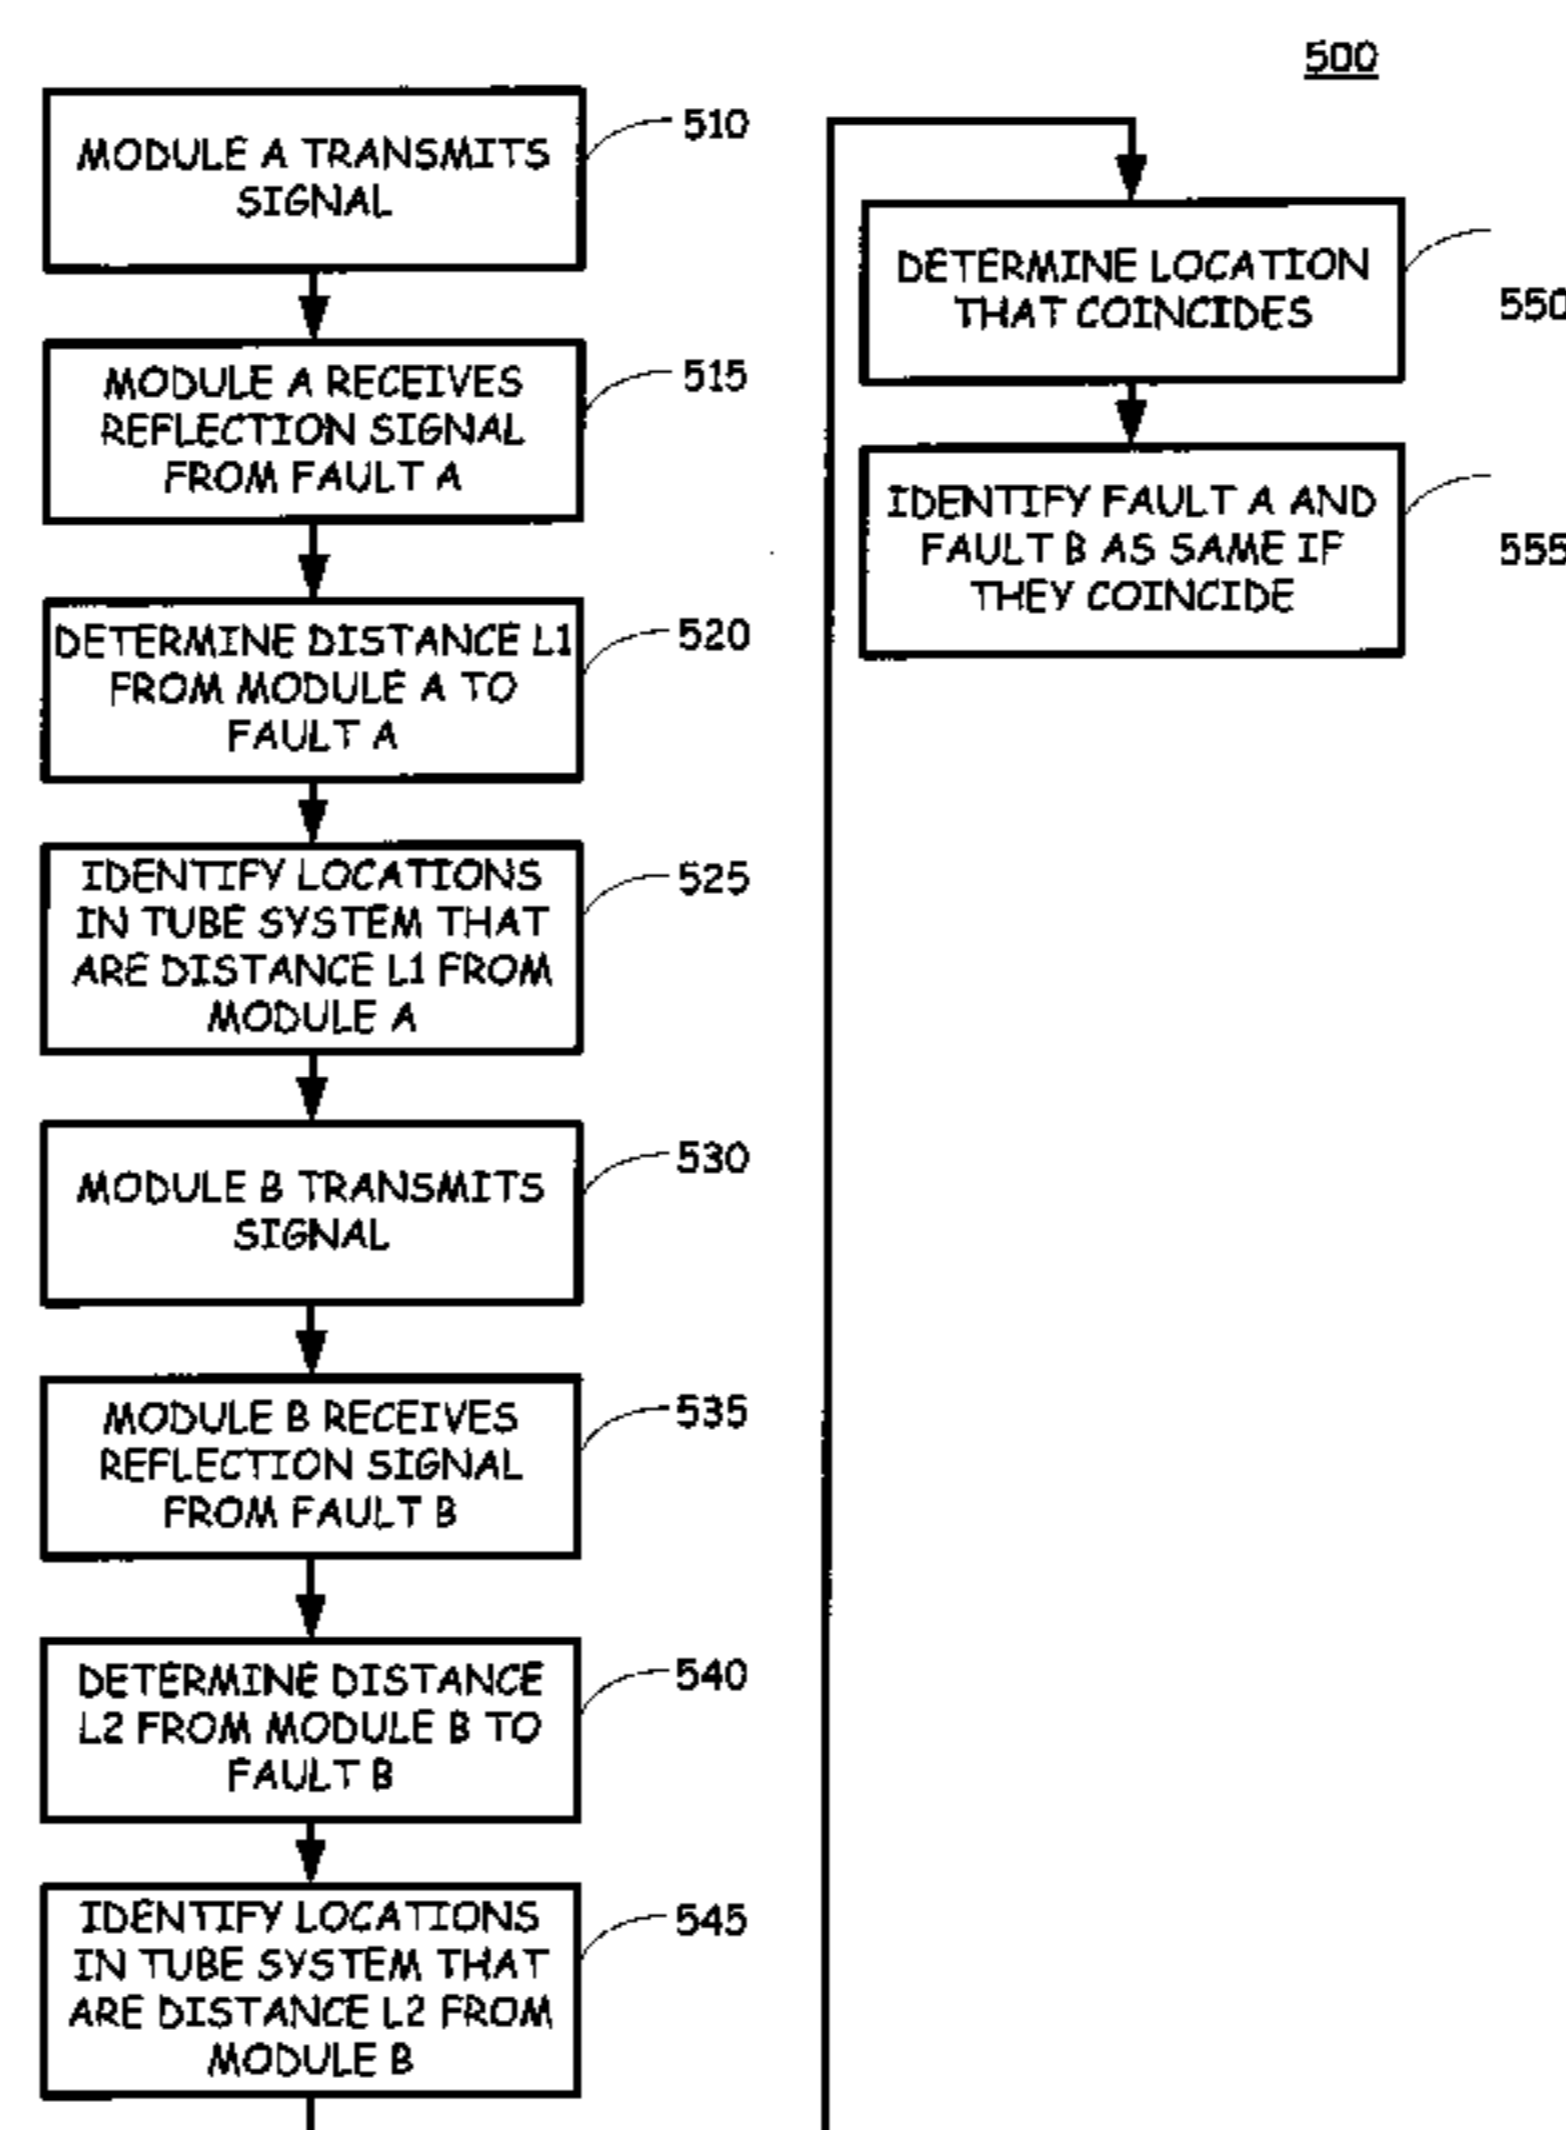 500
MODULE A TRANSMITS
SIGNAL
510
MODULE A RECEIVES
REFLECTION SIGNAL
FROM FAULT A
515
DETERMINE DISTANCE L1
FROM MODULE A TO
FAULT A
520
IDENTIFY LOCATIONS
IN TUBE SYSTEM THAT
ARE DISTANCE L1 FROM
MODULE A
525
MODULE B TRANSMITS
SIGNAL
530
MODULE B RECEIVES
REFLECTION SIGNAL
FROM FAULT B
535
DETERMINE DISTANCE
L2 FROM MODULE B TO
FAULT B
540
IDENTIFY LOCATIONS
IN TUBE SYSTEM THAT
ARE DISTANCE L2 FROM
MODULE B
545
DETERMINE LOCATION
THAT COINCIDES
550
IDENTIFY FAULT A AND
FAULT B AS SAME IF
THEY COINCIDE
555